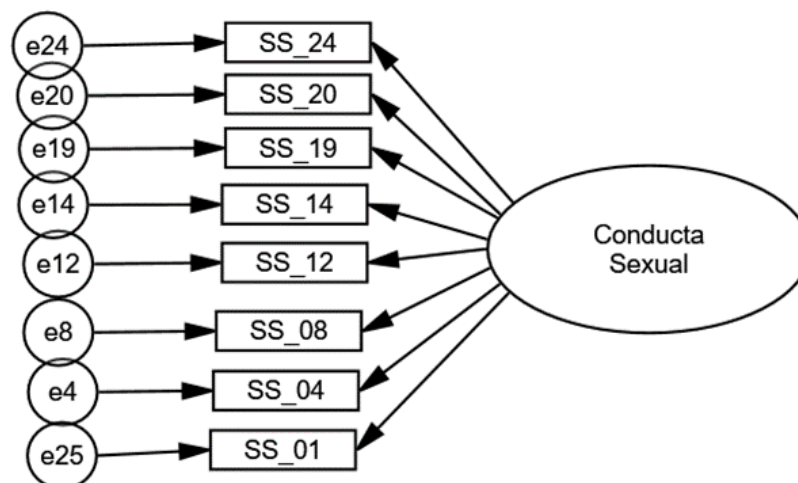 e24 SS_24
e20 SS_20
e19 SS_19
e14 SS_14
Conducta
Sexual
e12 SS_12
e8 SS_08
e4 SS_04
e25 SS_01